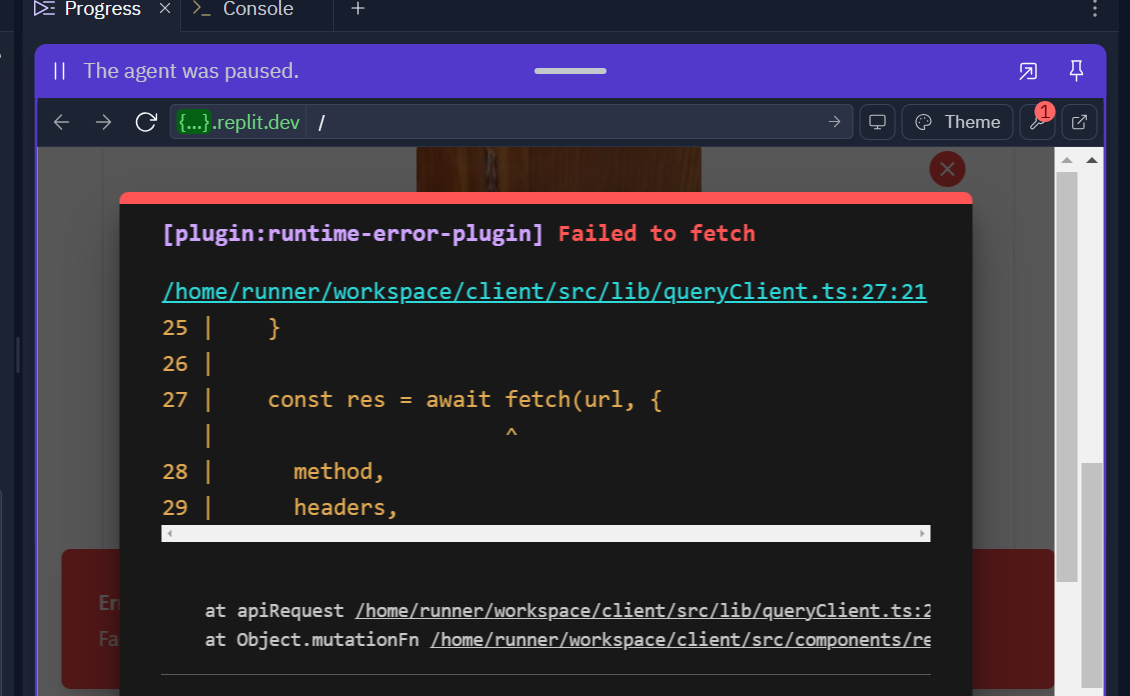 Progress
Console
The agent was paused.
{...}.replit.dev /
Theme
1
[plugin:runtime-error-plugin] Failed to fetch
/home/runner/workspace/client/src/lib/queryClient.ts:27:21
25 |    }
26 |
27 |    const res = await fetch(url, {
   |                      ^
28 |      method,
29 |      headers,
at apiRequest /home/runner/workspace/client/src/lib/queryClient.ts:2
at Object.mutationFn /home/runner/workspace/client/src/components/re